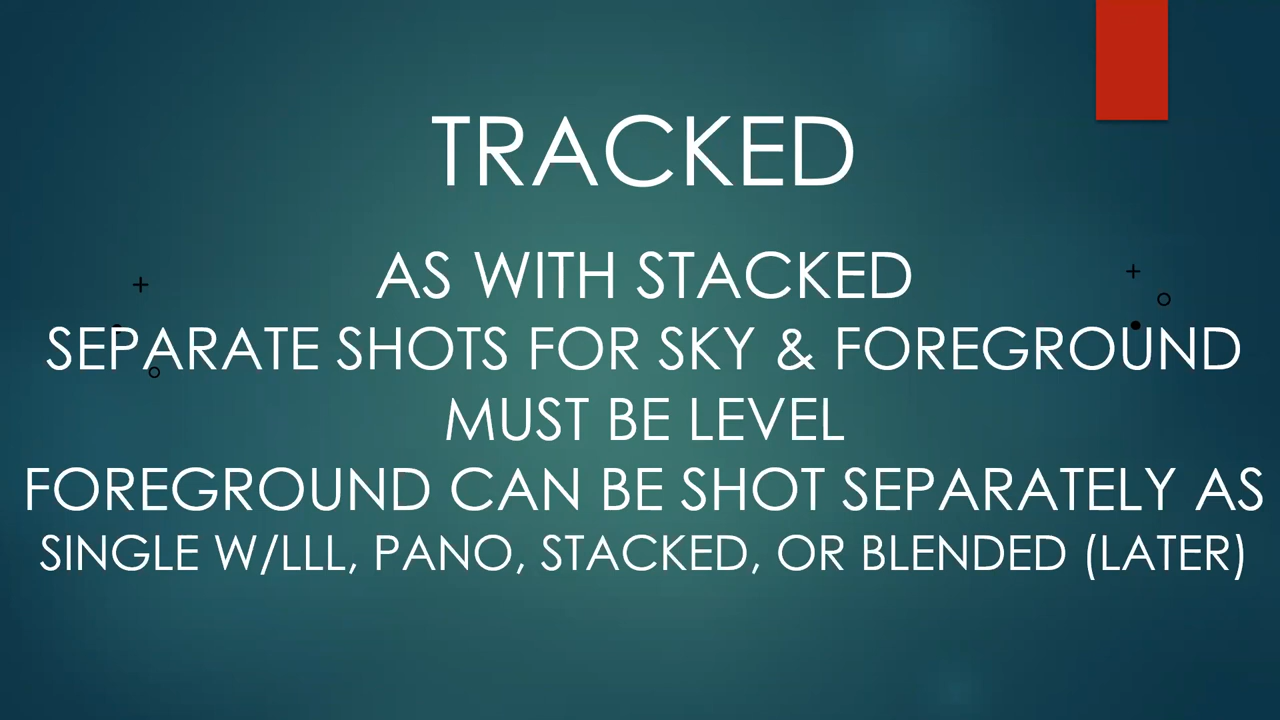 TRACKED
AS WITH STACKED
SEPARATE SHOTS FOR SKY & FOREGROUND
MUST BE LEVEL
FOREGROUND CAN BE SHOT SEPARATELY AS
SINGLE W/LLL, PANO, STACKED, OR BLENDED (LATER)